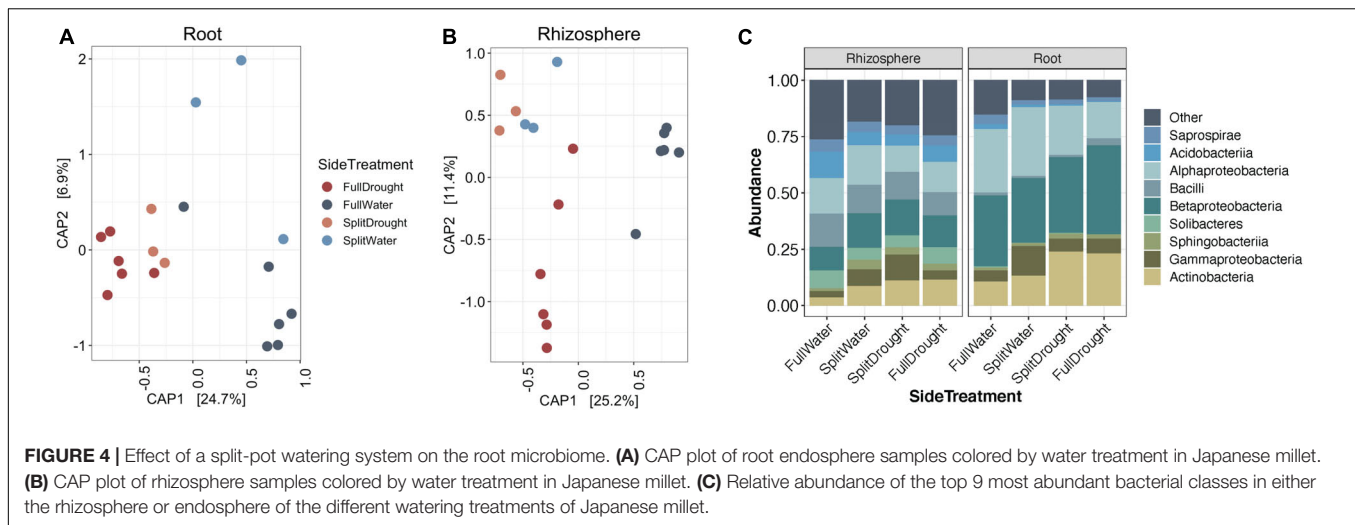 A
Root
2
1
0
-1
-0.5
0.0
0.5
1.0
CAP2 [6.9%]
CAP1 [24.7%]
SideTreatment
FullDrought
FullWater
SplitDrought
SplitWater
B
Rhizosphere
1.0
0.5
0.0
-0.5
-1.0
-0.5
0.0
0.5
CAP2 [11.4%]
CAP1 [25.2%]
C
Rhizosphere
Root
1.00
0.75
0.50
0.25
0.00
Abundance
FullWater
SplitWater
SplitDrought
FullDrought
FullWater
SplitWater
SplitDrought
FullDrought
SideTreatment
Other
Saprospirae
Acidobacteriia
Alphaproteobacteria
Bacilli
Betaproteobacteria
Solibacteres
Sphingobacteriia
Gammaproteobacteria
Actinobacteria
FIGURE 4 | Effect of a split-pot watering system on the root microbiome. (A) CAP plot of root endosphere samples colored by water treatment in Japanese millet.
(B) CAP plot of rhizosphere samples colored by water treatment in Japanese millet. (C) Relative abundance of the top 9 most abundant bacterial classes in either
the rhizosphere or endosphere of the different watering treatments of Japanese millet.